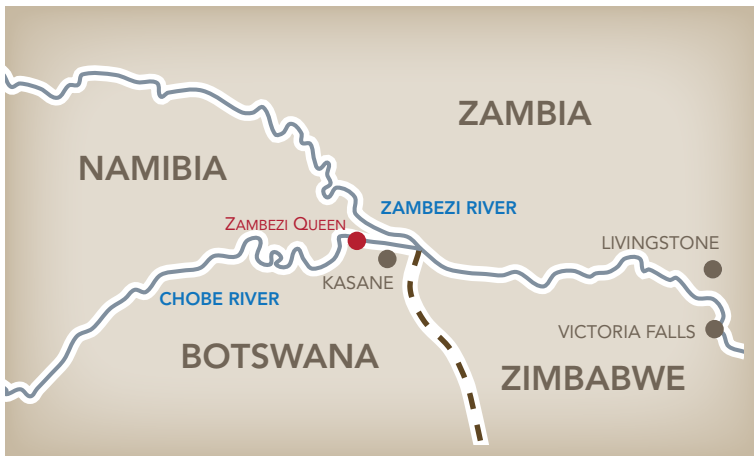 ZAMBIA
NAMIBIA
ZAMBEZI RIVER
ZAMBEZI QUEEN
LIVINGSTONE
KASANE
CHOBE RIVER
VICTORIA FALLS
BOTSWANA
ZIMBABWE